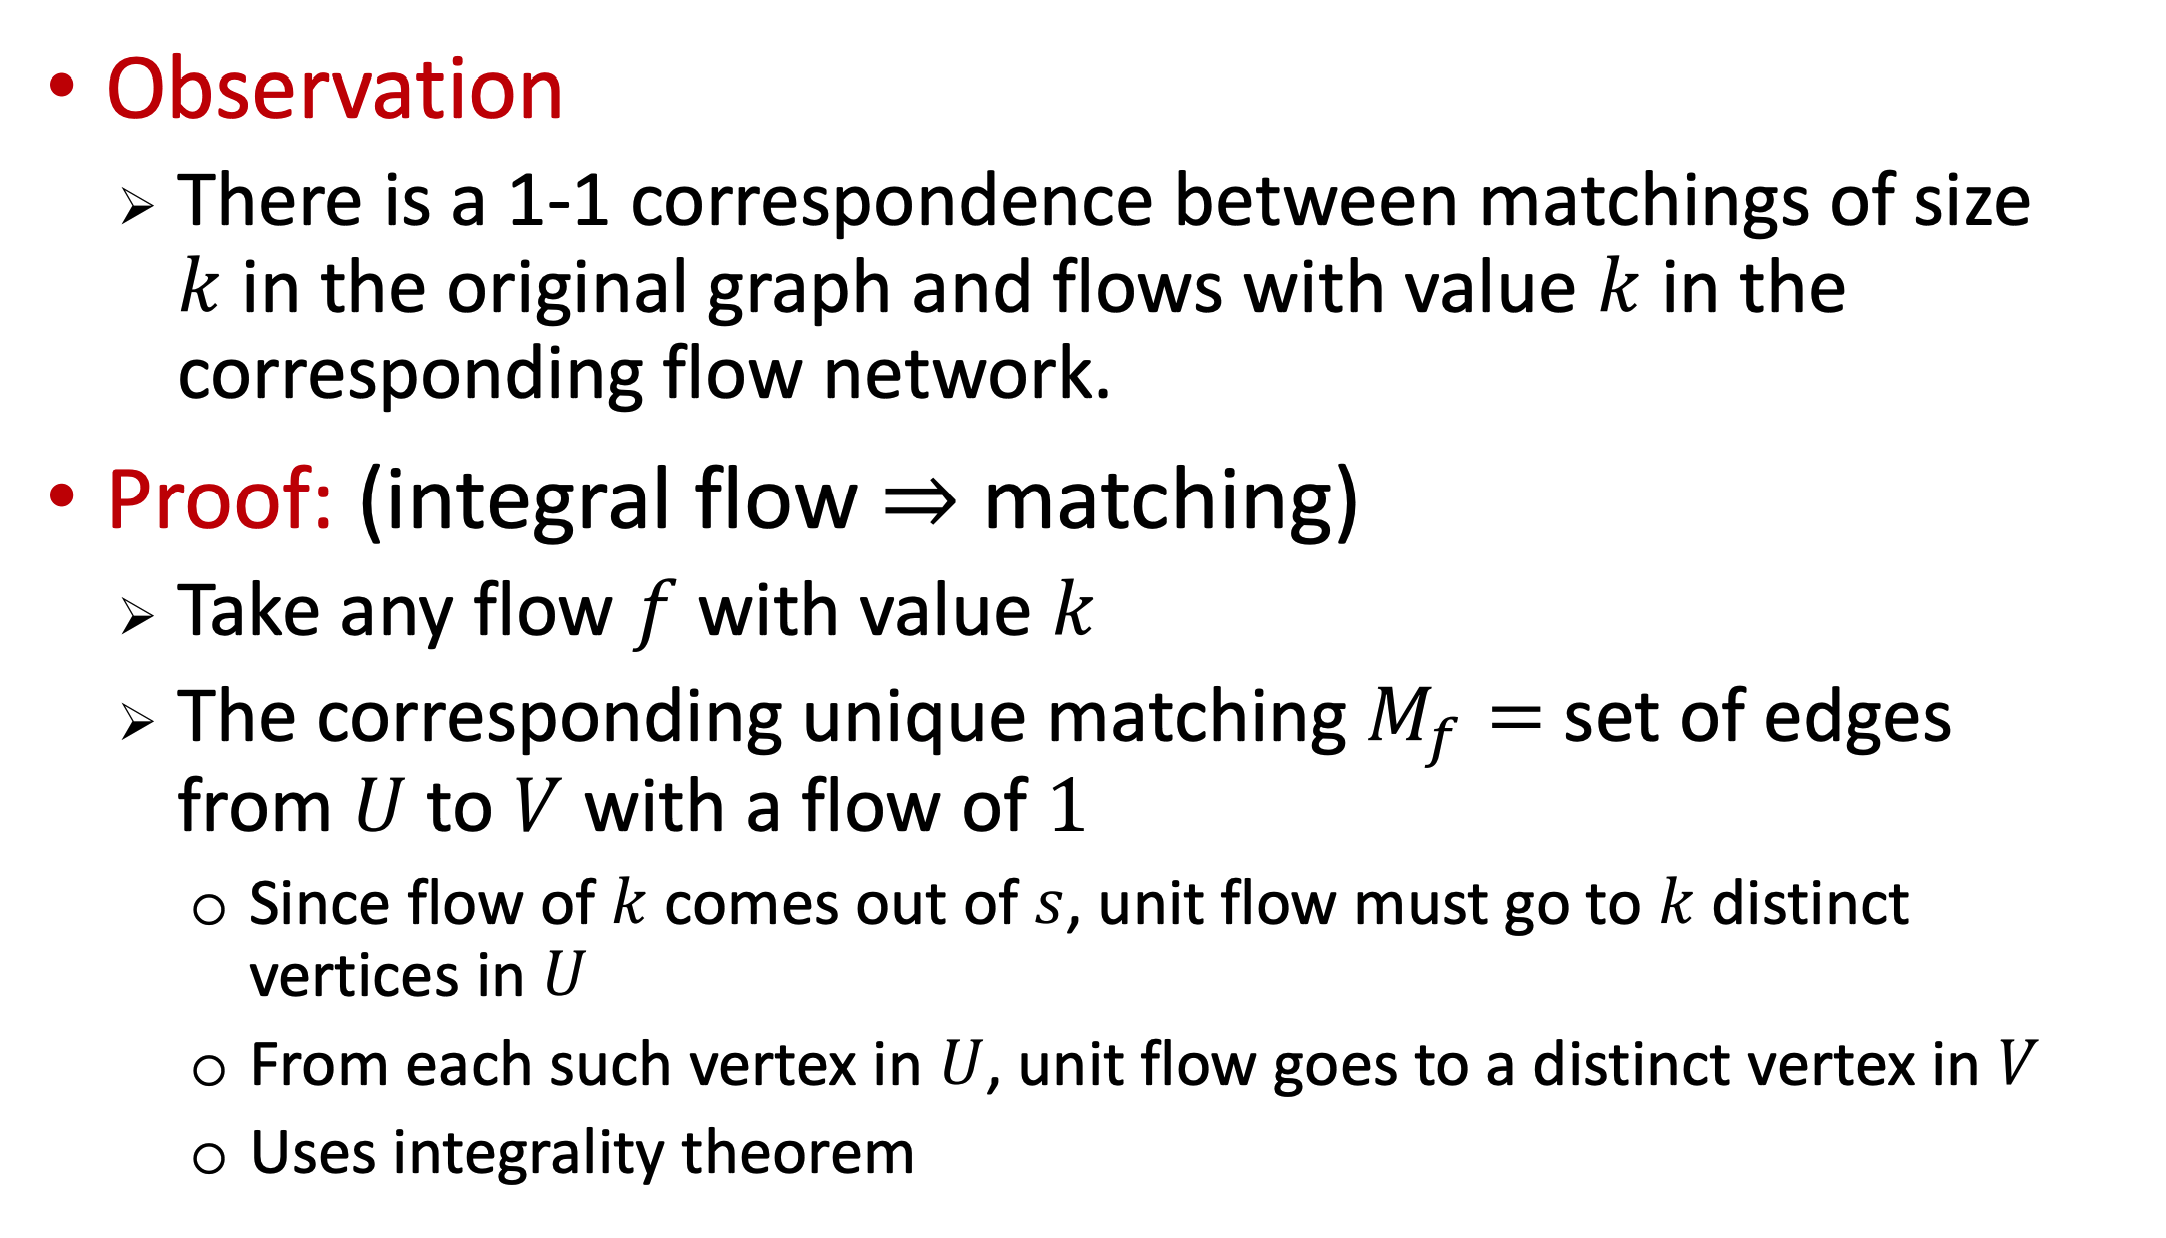 • Observation
➢ There is a 1-1 correspondence between matchings of size
k in the original graph and flows with value k in the
corresponding flow network.
• Proof: (integral flow ⇒ matching)
➢ Take any flow f with value k
➢ The corresponding unique matching M_f = set of edges
from U to V with a flow of 1
○ Since flow of k comes out of s, unit flow must go to k distinct
vertices in U
○ From each such vertex in U, unit flow goes to a distinct vertex in V
○ Uses integrality theorem